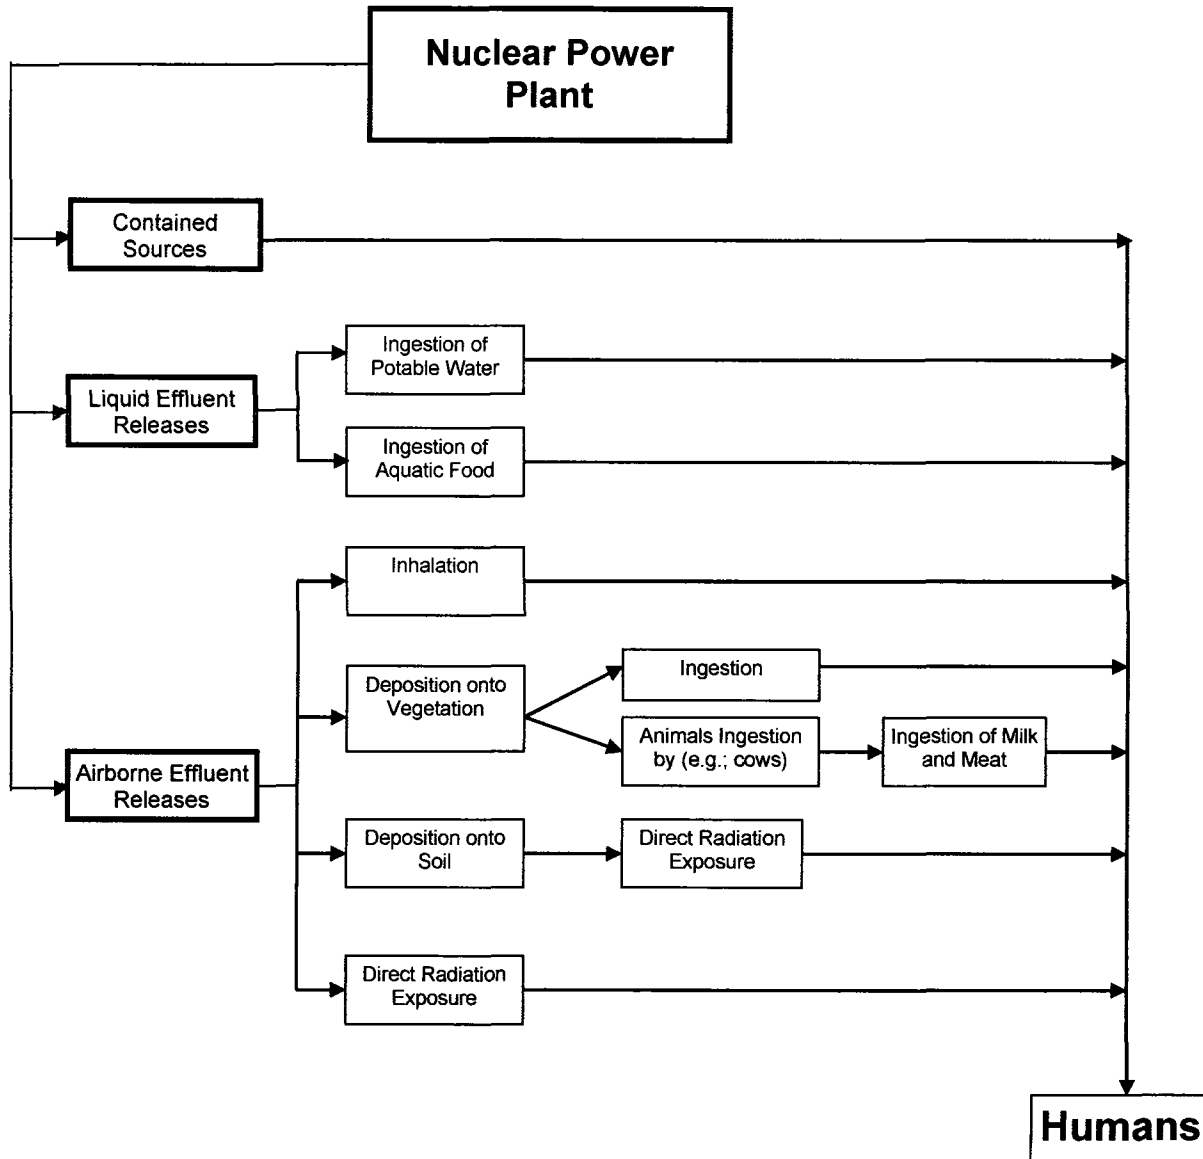 Nuclear Power
Plant
Contained
Sources
Ingestion of
Potable Water
Liquid Effluent
Releases
Ingestion of
Aquatic Food
Inhalation
Deposition onto
Vegetation
Ingestion
Animals Ingestion
by (e.g.; cows)
Ingestion of Milk
and Meat
Airborne Effluent
Releases
Deposition onto
Soil
Direct Radiation
Exposure
Direct Radiation
Exposure
Humans